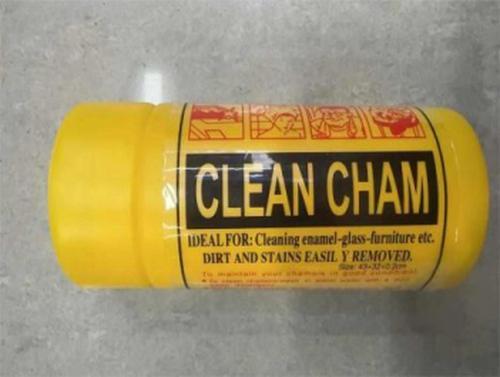 CLEAN CHAM
IDEAL FOR: Cleaning enamel-glass-furniture etc.
DIRT AND STAINS EASIL Y REMOVED.
Size: 43×32×0.2cm
To maintain your chamois in good condition!